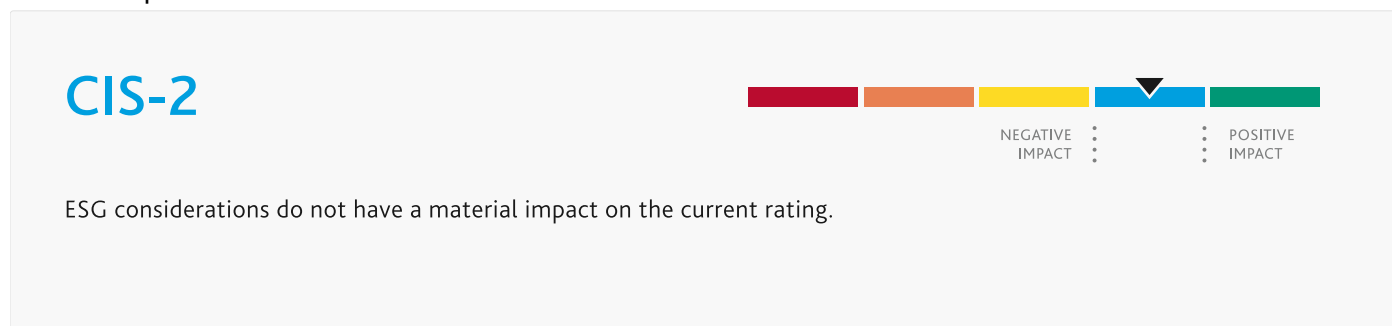 CIS-2
NEGATIVE
IMPACT
POSITIVE
IMPACT
ESG considerations do not have a material impact on the current rating.